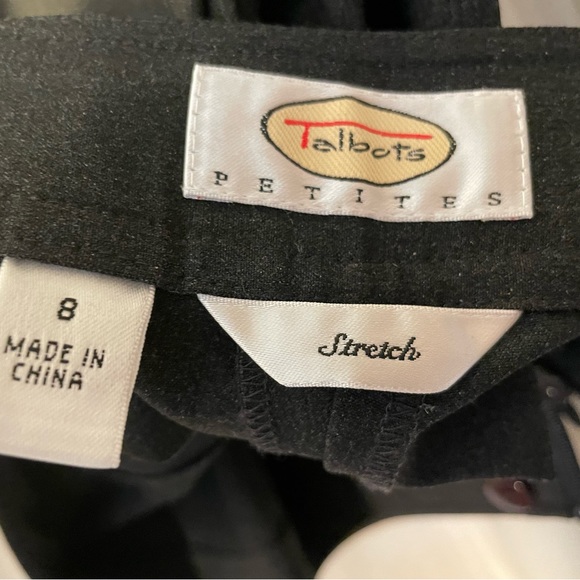 Talbots
PETITES
8
MADE IN
CHINA
Stretch